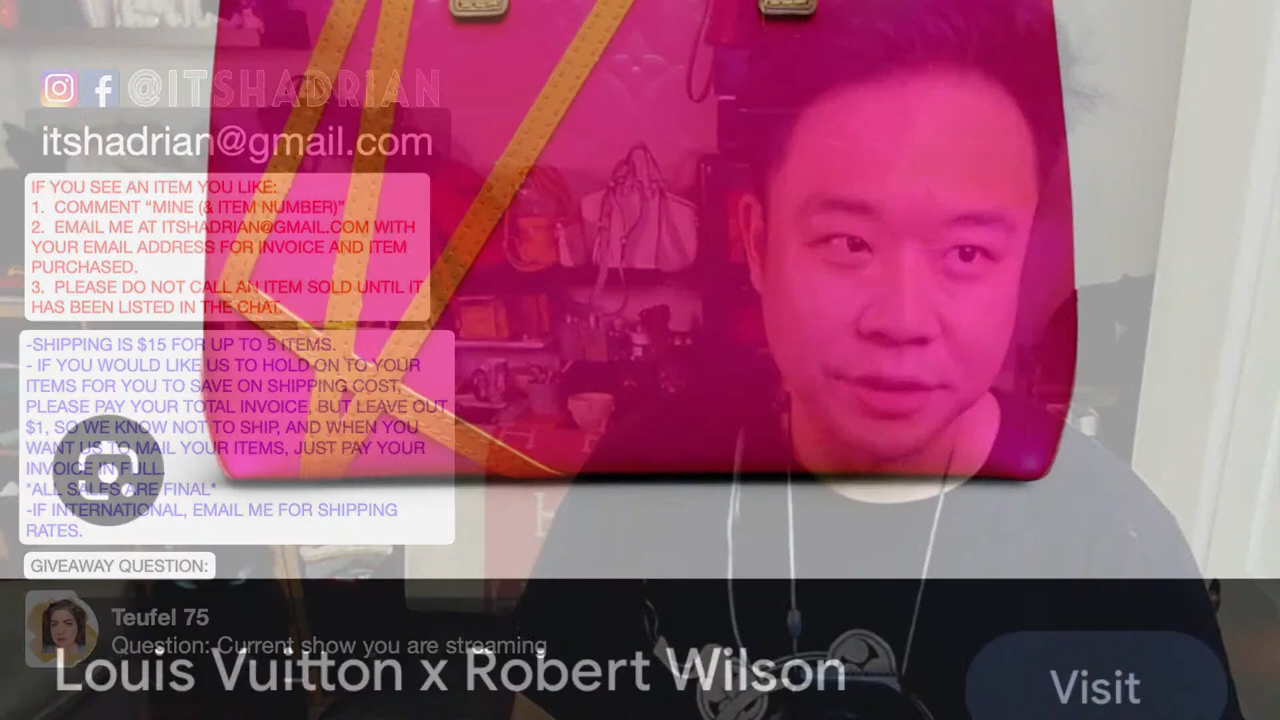 @ITSHADRIAN
itshadrian@gmail.com
IF YOU SEE AN ITEM YOU LIKE:
1. COMMENT “MINE (& ITEM NUMBER)”
2. EMAIL ME AT ITSHADRIAN@GMAIL.COM WITH
YOUR EMAIL ADDRESS FOR INVOICE AND ITEM
PURCHASED.
3. PLEASE DO NOT CALL AN ITEM SOLD UNTIL IT
HAS BEEN LISTED IN THE CHAT.
-SHIPPING IS $15 FOR UP TO 5 ITEMS.
- IF YOU WOULD LIKE US TO HOLD ON TO YOUR
ITEMS FOR YOU TO SAVE ON SHIPPING COST,
PLEASE PAY YOUR TOTAL INVOICE, BUT LEAVE OUT
$1, SO WE KNOW NOT TO SHIP, AND WHEN YOU
WANT US TO MAIL YOUR ITEMS, JUST PAY YOUR
INVOICE IN FULL.
*ALL SALES ARE FINAL*
-IF INTERNATIONAL, EMAIL ME FOR SHIPPING
RATES.
GIVEAWAY QUESTION:
Teufel 75
Question: Current show you are streaming
Louis Vuitton x Robert Wilson
Visit